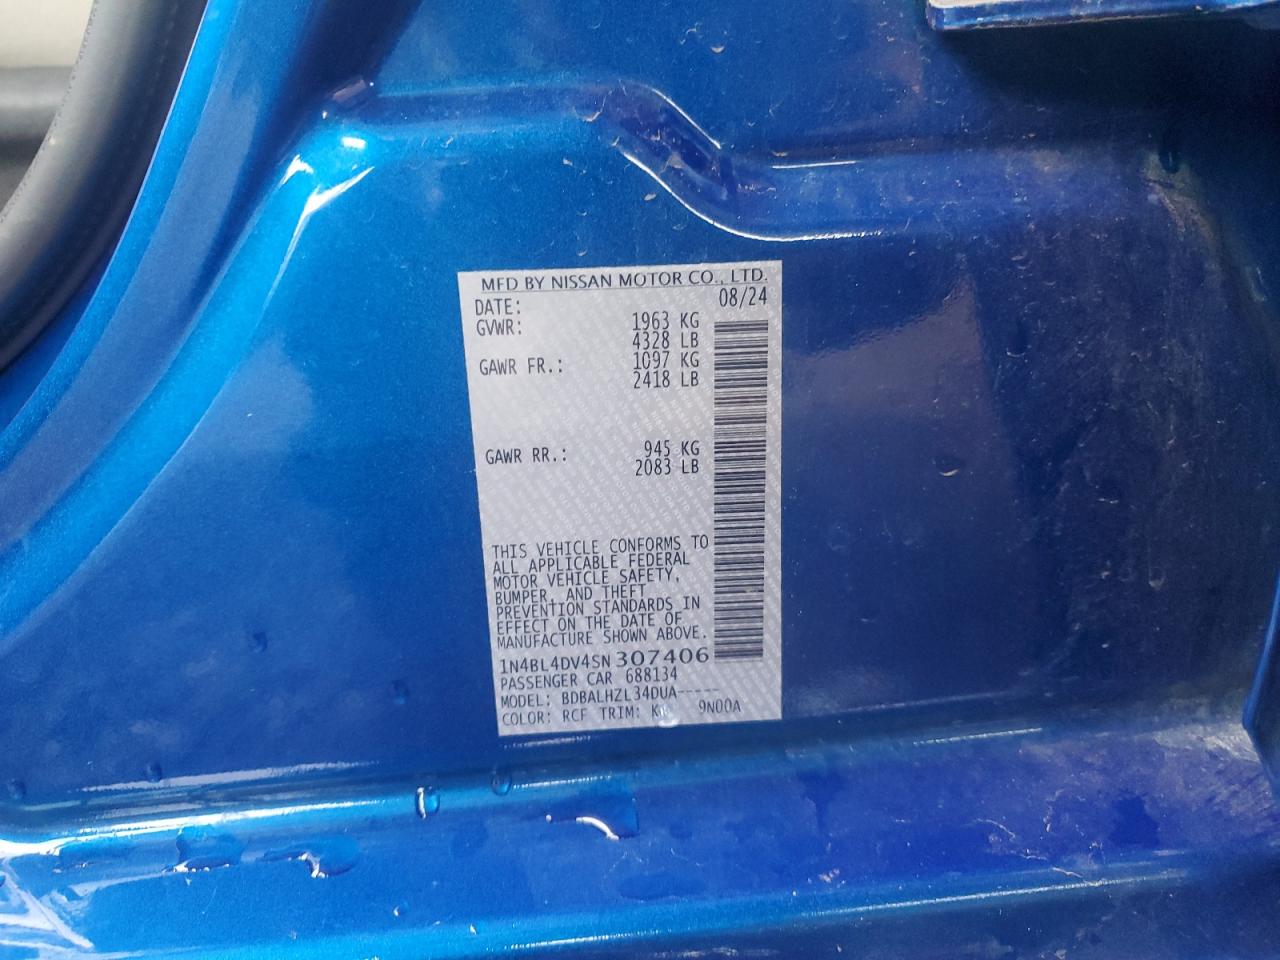 MFD BY NISSAN MOTOR CO., LTD.
DATE: 08/24
GVWR: 1963 KG
4328 LB
GAWR FR.: 1097 KG
2418 LB
GAWR RR.: 945 KG
2083 LB
THIS VEHICLE CONFORMS TO
ALL APPLICABLE FEDERAL
MOTOR VEHICLE SAFETY,
BUMPER, AND THEFT
PREVENTION STANDARDS IN
EFFECT ON THE DATE OF
MANUFACTURE SHOWN ABOVE.
1N4BL4DV4SN307406
PASSENGER CAR 688134
MODEL: BDBALHZL34DUA-----
COLOR: RCF TRIM: 9N00A